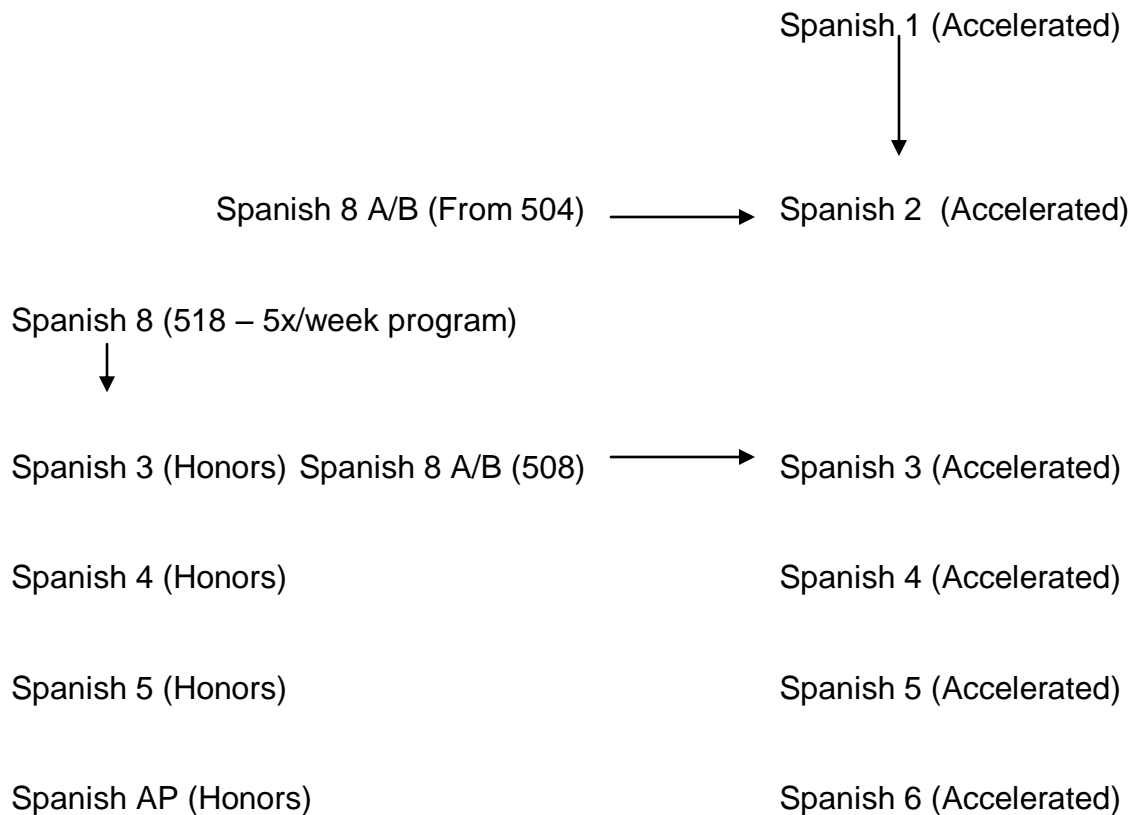 Spanish 1 (Accelerated)
Spanish 8 A/B (From 504) Spanish 2 (Accelerated)
Spanish 8 (518 – 5x/week program)
Spanish 3 (Honors) Spanish 8 A/B (508) Spanish 3 (Accelerated)
Spanish 4 (Honors) Spanish 4 (Accelerated)
Spanish 5 (Honors) Spanish 5 (Accelerated)
Spanish AP (Honors) Spanish 6 (Accelerated)